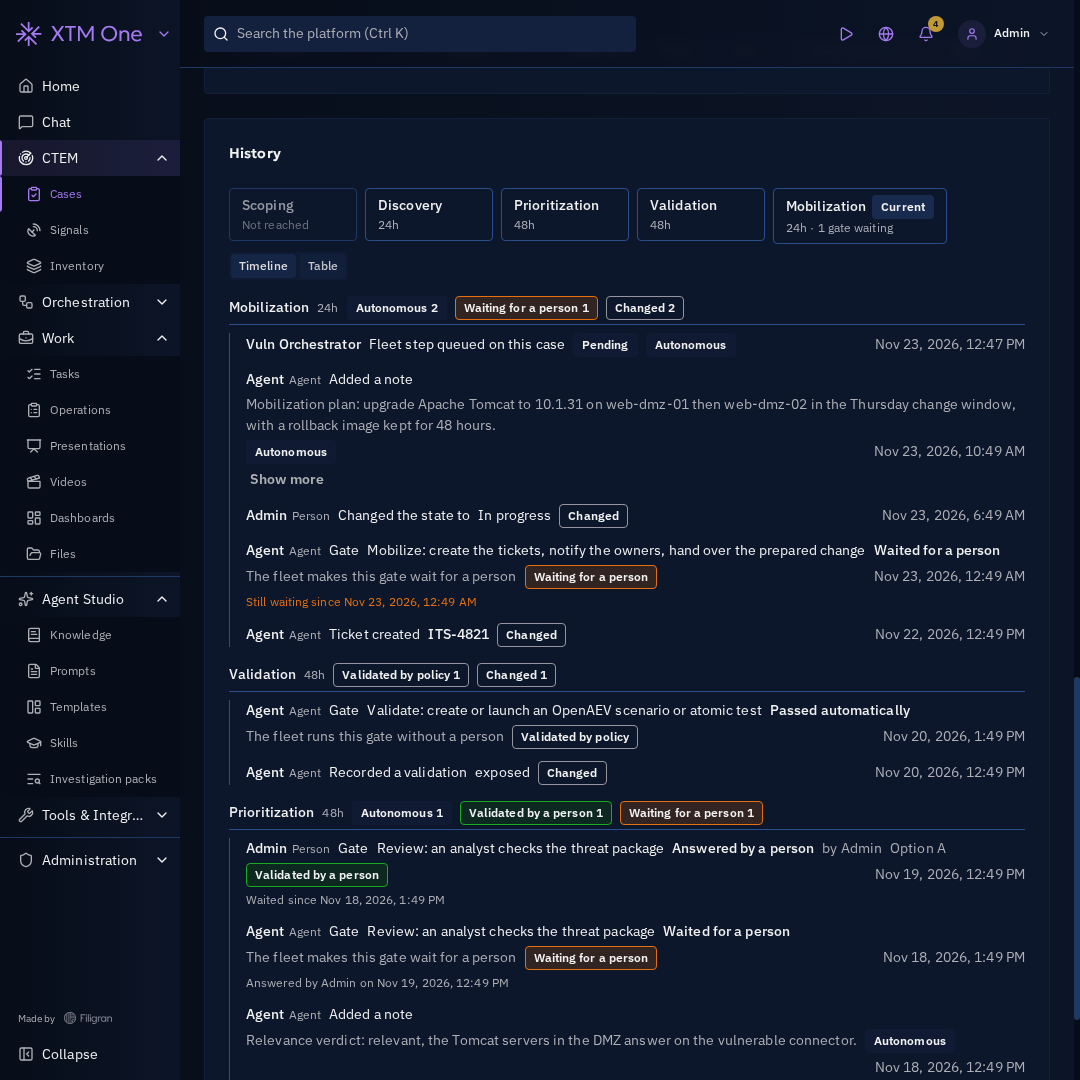 XTM One
Search the platform (Ctrl K)
4
Admin
Home
Chat
CTEM
Cases
Signals
Inventory
Orchestration
Work
Tasks
Operations
Presentations
Videos
Dashboards
Files
Agent Studio
Knowledge
Prompts
Templates
Skills
Investigation packs
Tools & Integr...
Administration
Made by Filigran
Collapse
History
Scoping
Not reached
Discovery
24h
Prioritization
48h
Validation
48h
Mobilization Current
24h · 1 gate waiting
Timeline Table
Mobilization 24h Autonomous 2 Waiting for a person 1 Changed 2
Vuln Orchestrator Fleet step queued on this case Pending Autonomous Nov 23, 2026, 12:47 PM
Agent Agent Added a note
Mobilization plan: upgrade Apache Tomcat to 10.1.31 on web-dmz-01 then web-dmz-02 in the Thursday change window,
with a rollback image kept for 48 hours.
Autonomous Nov 23, 2026, 10:49 AM
Show more
Admin Person Changed the state to In progress Changed Nov 23, 2026, 6:49 AM
Agent Agent Gate Mobilize: create the tickets, notify the owners, hand over the prepared change Waited for a person
The fleet makes this gate wait for a person Waiting for a person Nov 23, 2026, 12:49 AM
Still waiting since Nov 23, 2026, 12:49 AM
Agent Agent Ticket created ITS-4821 Changed Nov 22, 2026, 12:49 PM
Validation 48h Validated by policy 1 Changed 1
Agent Agent Gate Validate: create or launch an OpenAEV scenario or atomic test Passed automatically
The fleet runs this gate without a person Validated by policy Nov 20, 2026, 1:49 PM
Agent Agent Recorded a validation exposed Changed Nov 20, 2026, 12:49 PM
Prioritization 48h Autonomous 1 Validated by a person 1 Waiting for a person 1
Admin Person Gate Review: an analyst checks the threat package Answered by a person by Admin Option A
Validated by a person Nov 19, 2026, 12:49 PM
Waited since Nov 18, 2026, 1:49 PM
Agent Agent Gate Review: an analyst checks the threat package Waited for a person
The fleet makes this gate wait for a person Waiting for a person Nov 18, 2026, 1:49 PM
Answered by Admin on Nov 19, 2026, 12:49 PM
Agent Agent Added a note
Relevance verdict: relevant, the Tomcat servers in the DMZ answer on the vulnerable connector. Autonomous
Nov 18, 2026, 12:49 PM